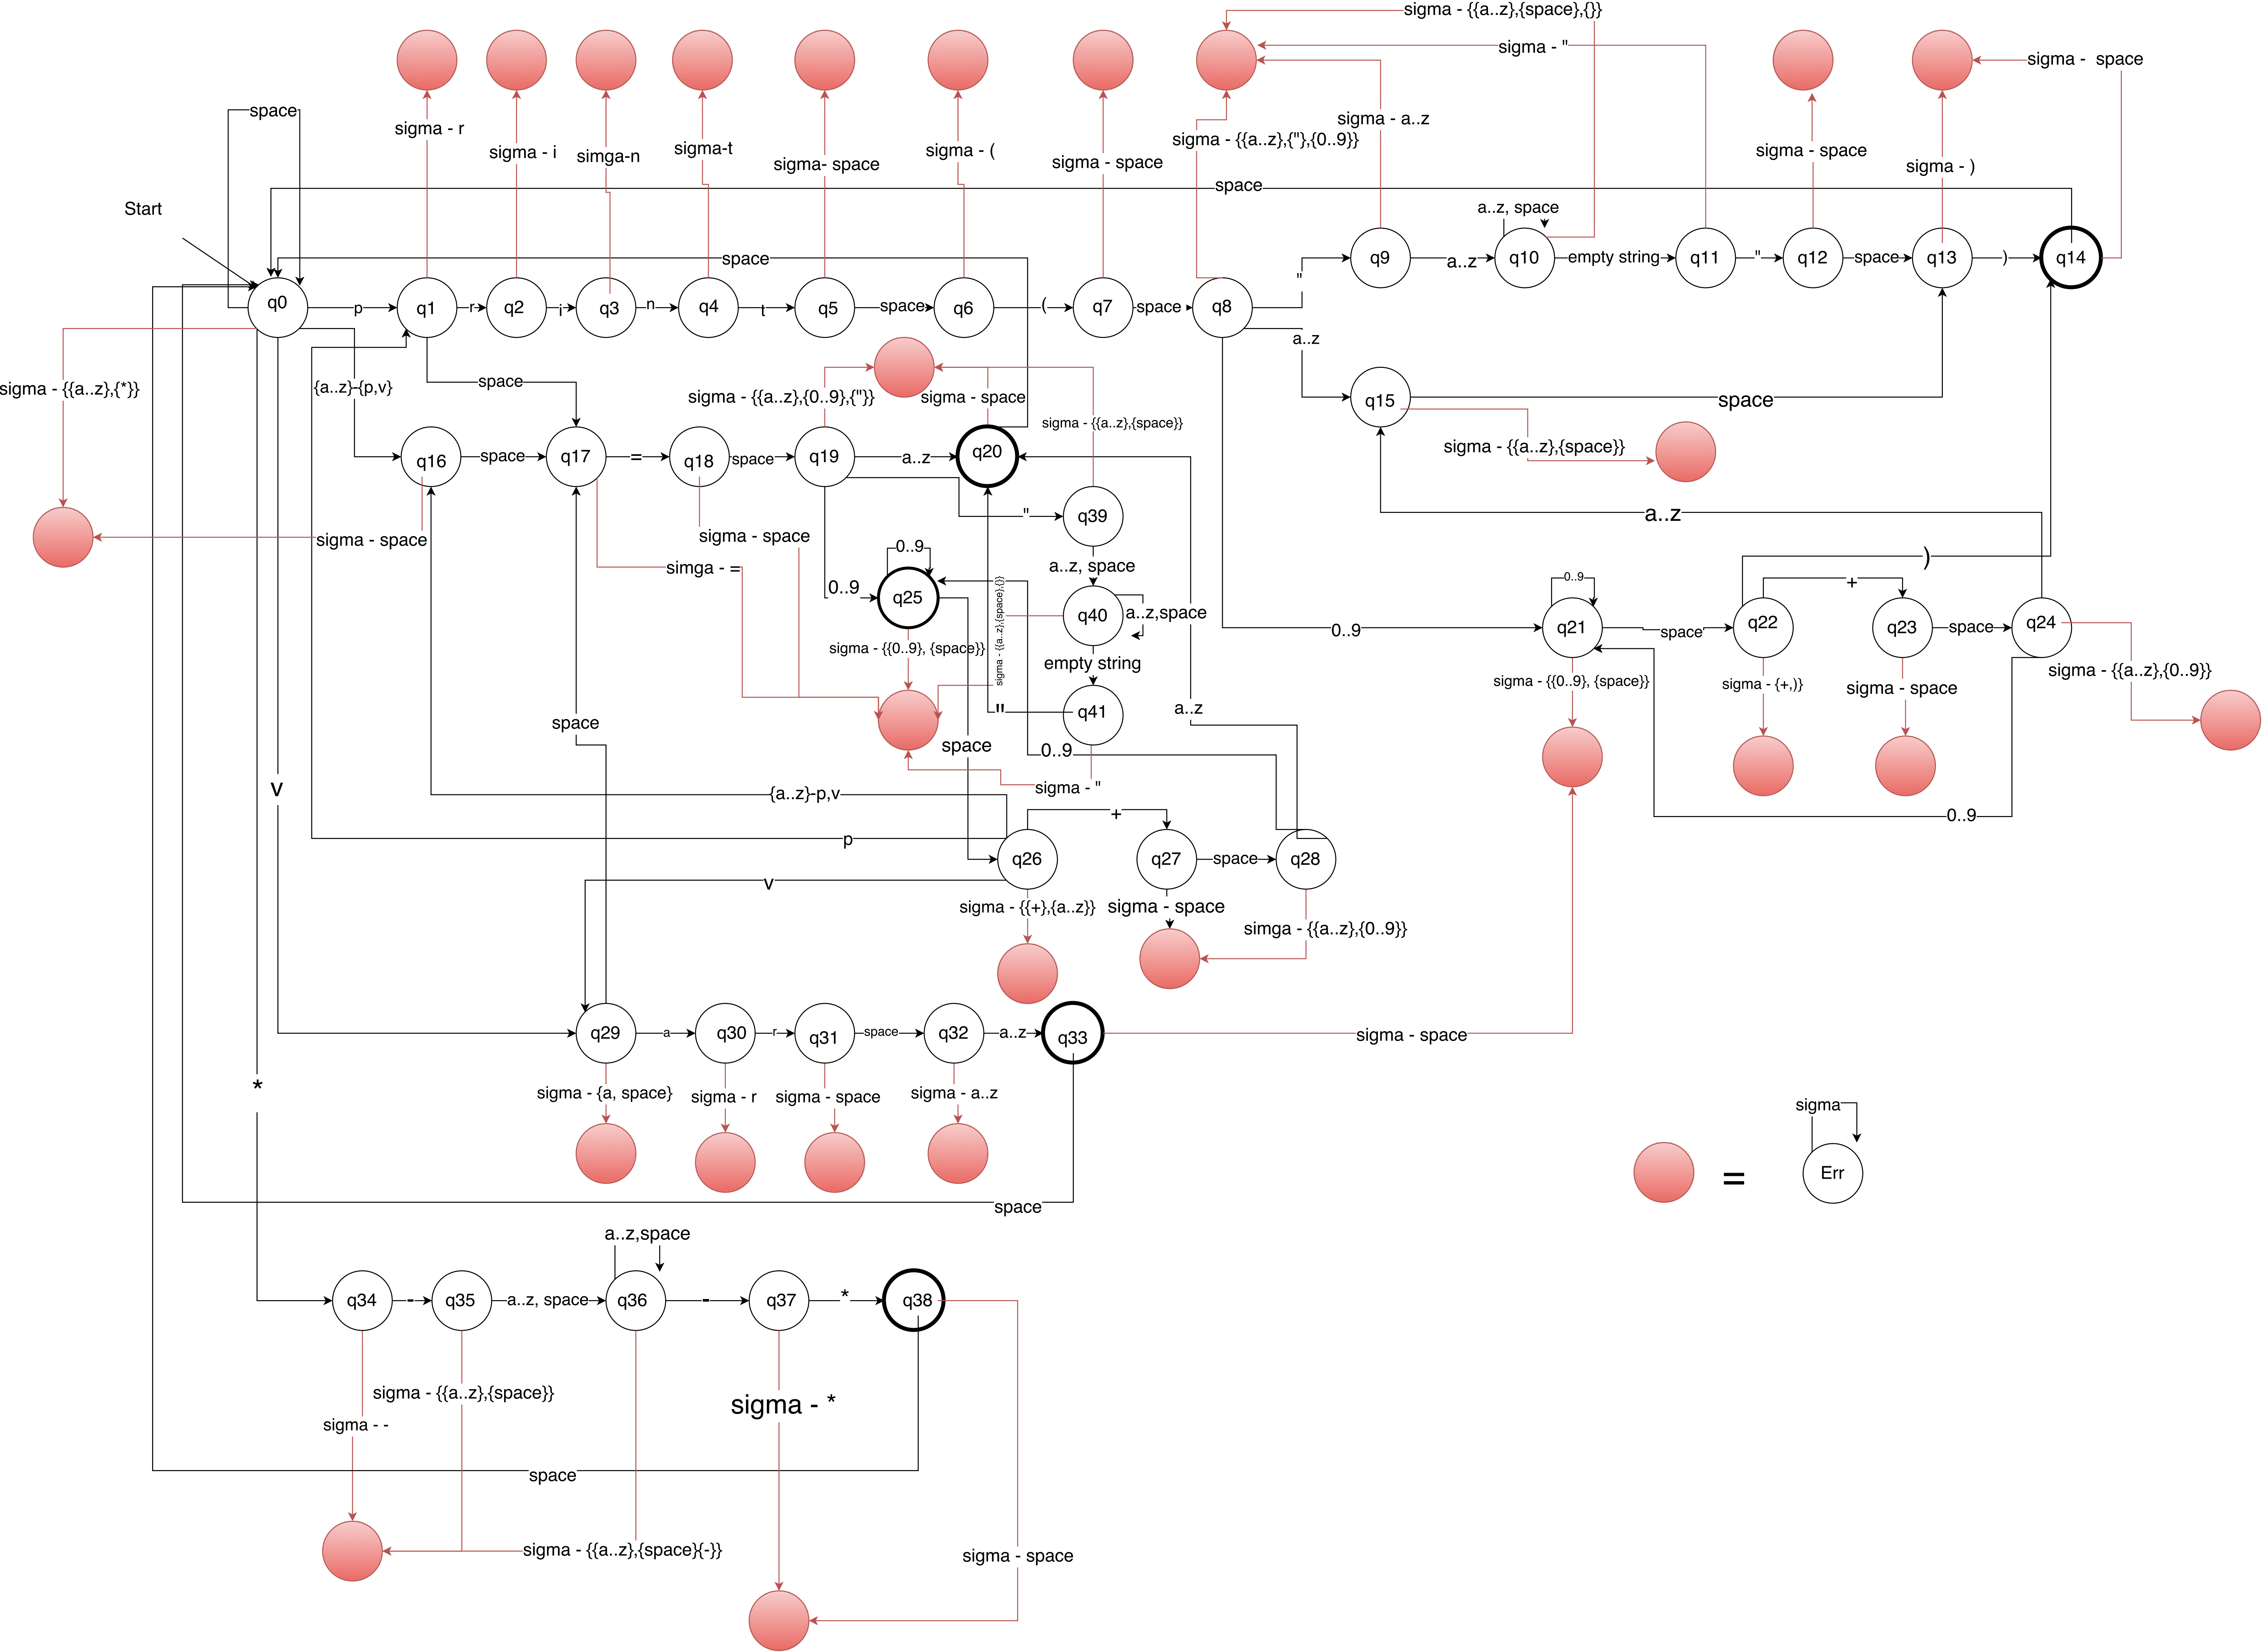 sigma - {{a..z},{space},{}}
sigma - "
sigma -  space
space
sigma - r
sigma - i
simga-n
sigma-t
sigma- space
sigma - (
sigma - space
sigma - {{a..z},{"},{0..9}}
sigma - a..z
sigma - space
sigma - )
space
Start
a..z, space
space
q9
a..z
q10
empty string
q11
"
q12
space
q13
)
q14
"
q0
p
q1
r
q2
i
q3
n
q4
t
q5
space
q6
(
q7
space
q8
a..z
sigma - {{a..z},{*}}
{a..z}-{p,v}
space
sigma - {{a..z},{0..9},{"}}
sigma - space
sigma - {{a..z},{space}}
q15
space
sigma - {{a..z},{space}}
q16
space
q17
=
q18
space
q19
a..z
q20
"
q39
a..z
sigma - space
sigma - space
simga - =
0..9
a..z, space
0..9
q25
sigma - {{a..z},{space},{}}
q40
a..z,space
sigma - {{0..9}, {space}}
empty string
)
0..9
+
0..9
q21
space
q22
q23
space
q24
sigma - {{0..9}, {space}}
sigma - {+,)}
sigma - space
sigma - {{a..z},{0..9}}
space
space
"
q41
a..z
0..9
sigma - "
v
{a..z}-p,v
p
+
0..9
q26
q27
space
q28
v
sigma - {{+},{a..z}}
sigma - space
simga - {{a..z},{0..9}}
q29
a
q30
r
q31
space
q32
a..z
q33
sigma - space
*
sigma - {a, space}
sigma - r
sigma - space
sigma - a..z
sigma
=
Err
space
a..z,space
q34
-
q35
a..z, space
q36
-
q37
*
q38
sigma - {{a..z},{space}}
sigma - *
sigma - -
space
sigma - {{a..z},{space}{-}}
sigma - space